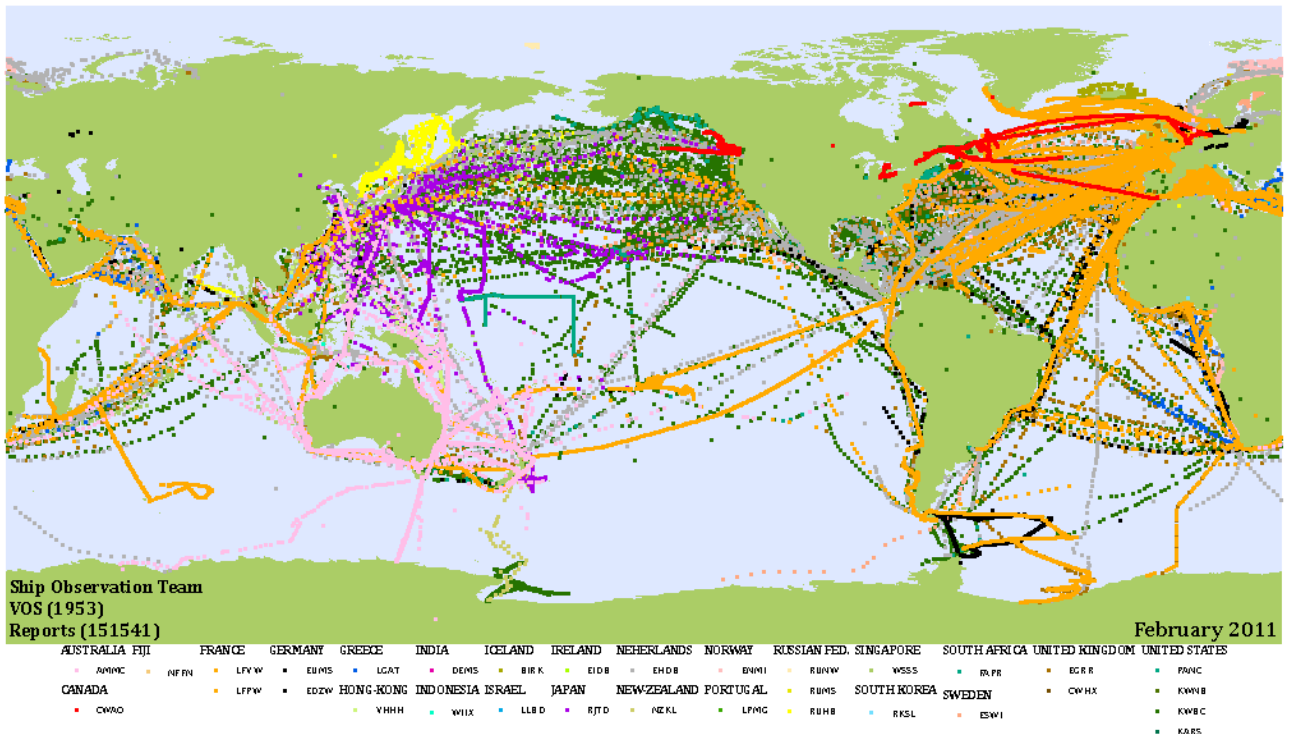 Ship Observation Team
VOS (1953)
Reports (151541)
February 2011
AUSTRALIA FIJI FRANCE GERMANY GREECE INDIA ICELAND IRELAND NEHERLANDS NORWAY RUSSIAN FED. SINGAPORE SOUTH AFRICA UNITED KINGDOM UNITED STATES
AMMC NFFN LFVW EUMS LGAT DEMS BIRK EIDB EHDB ENMI RUNW WSSS FAPR EGRR PANC
CANADA LFPW EDZW HONG-KONG INDONESIA ISRAEL JAPAN NEW-ZEALAND PORTUGAL RUMS SOUTH KOREA SWEDEN CWHX KWNB
CWAO VHHH WIIX LLBD RJTD NZKL LPMG RUHB RKSL ESWI KWBC
KARS